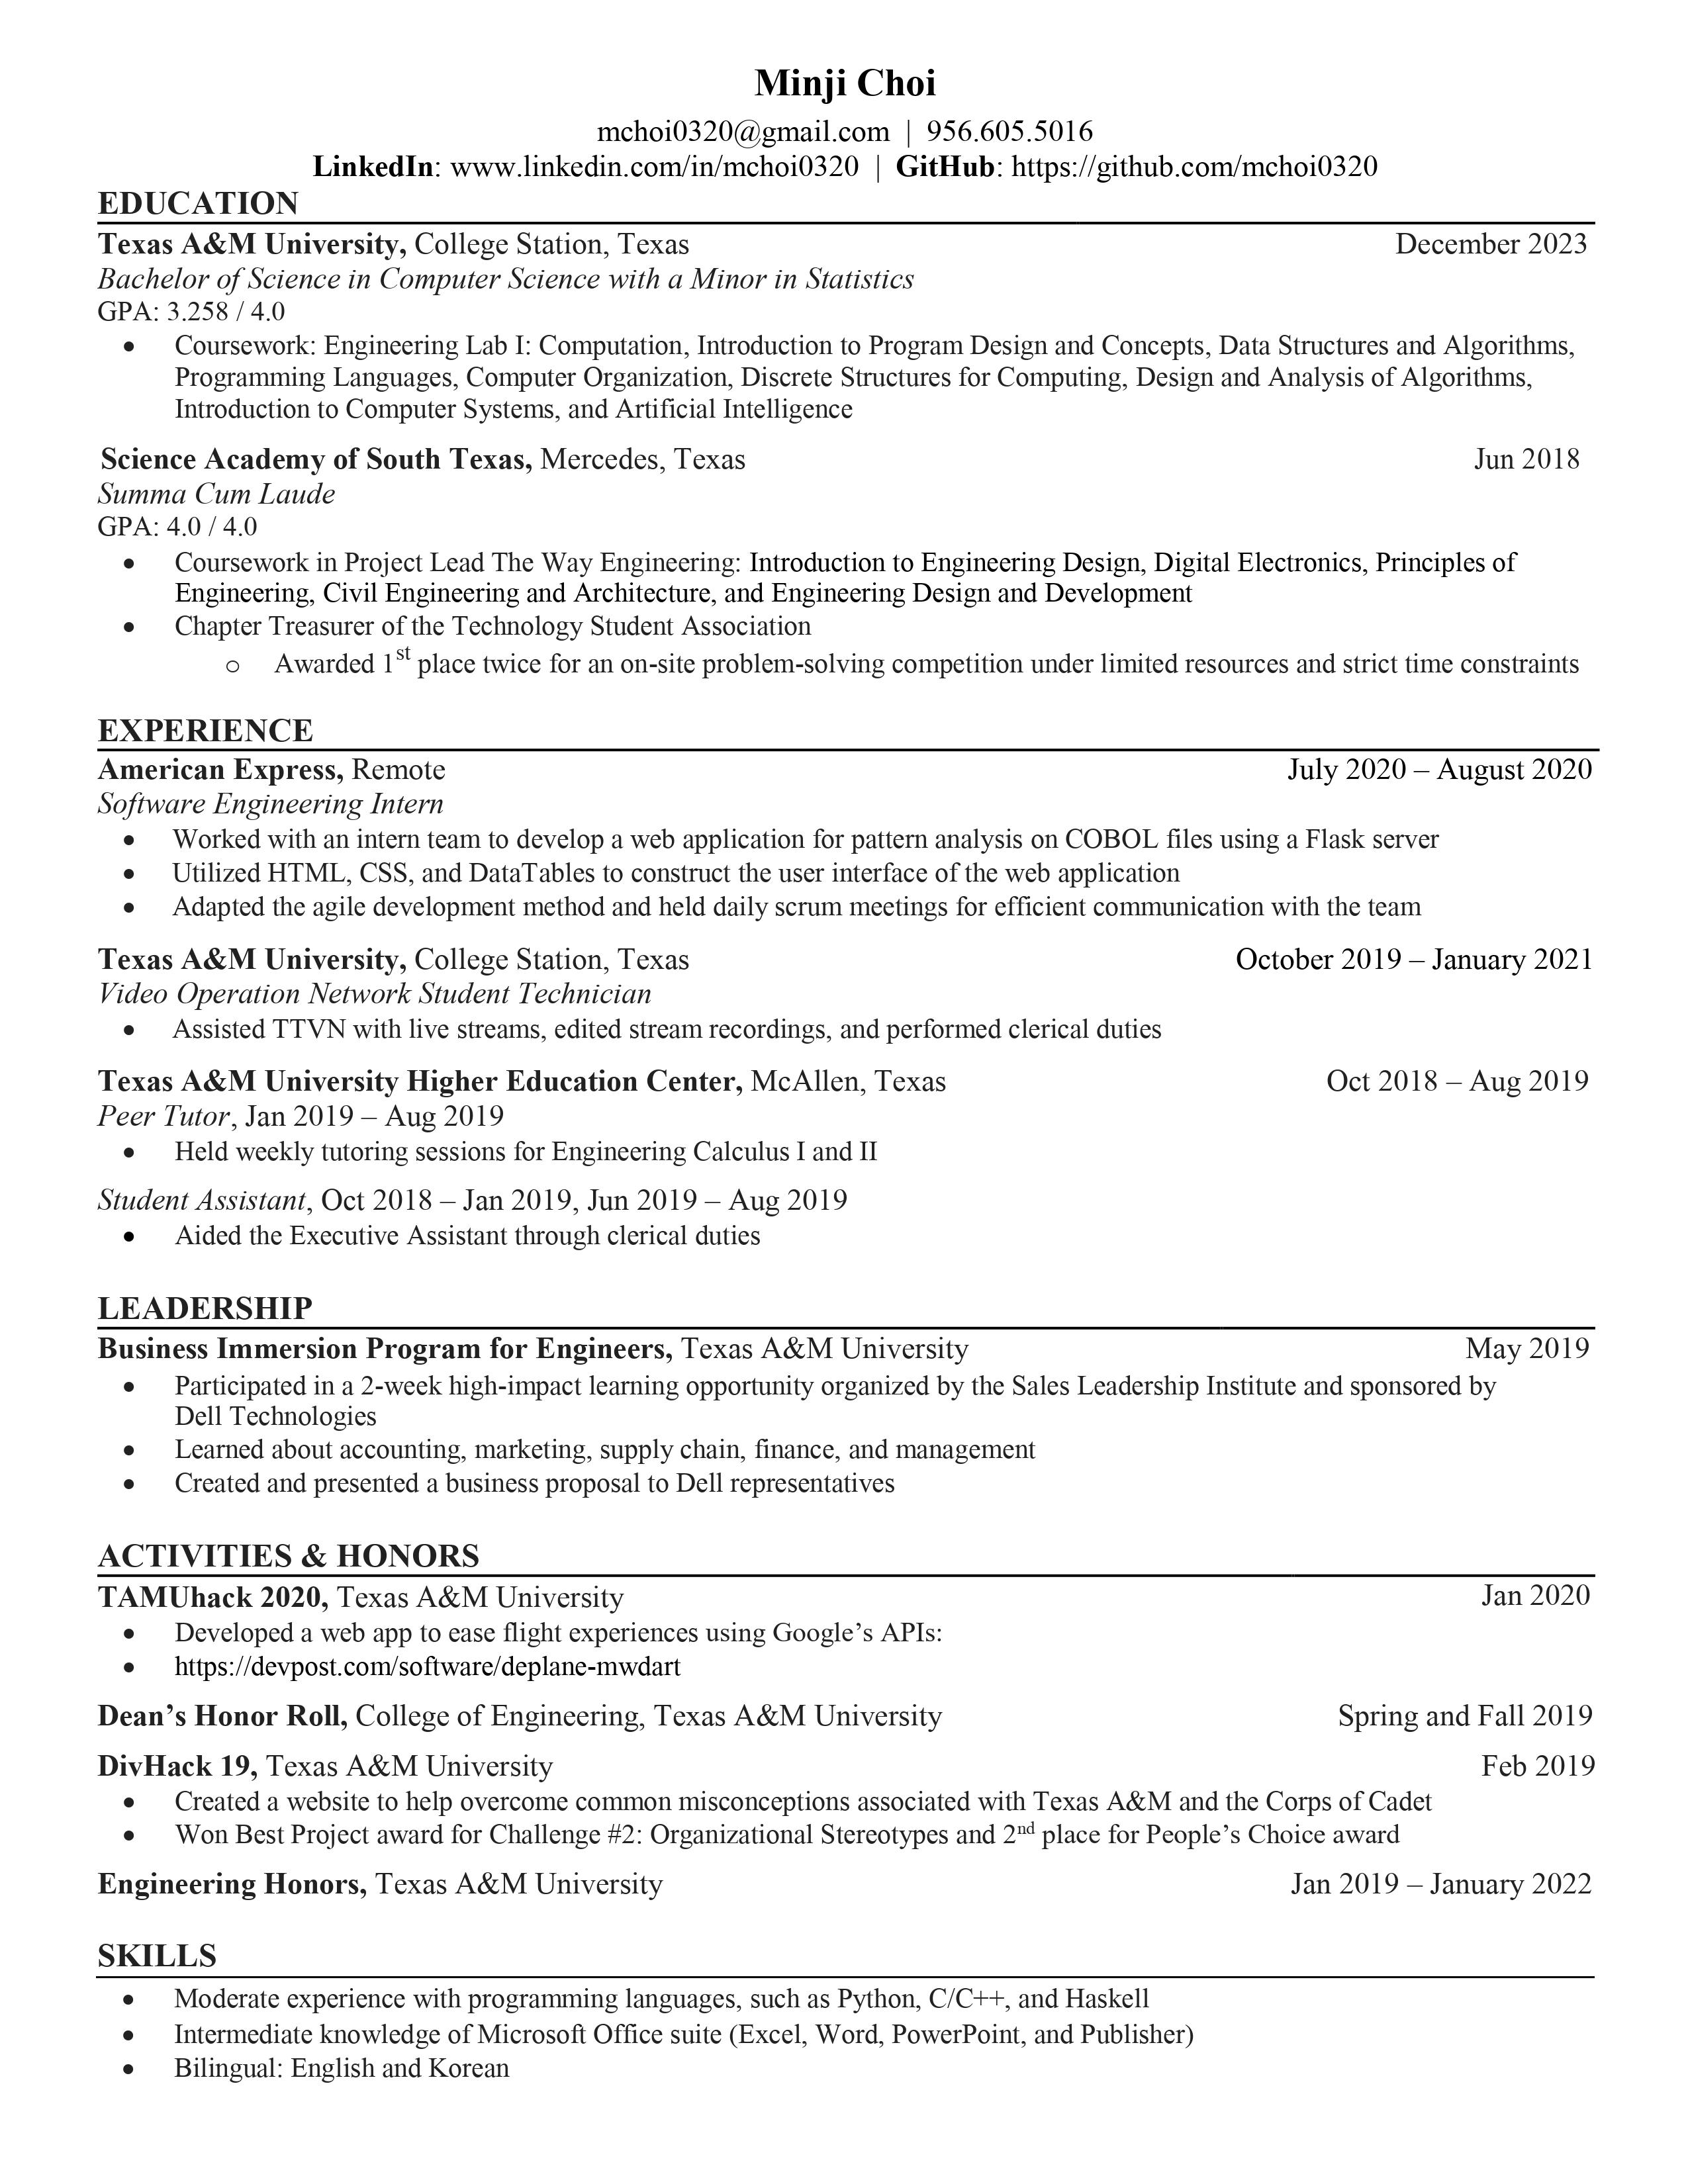 Minji Choi
mchoi0320@gmail.com | 956.605.5016
LinkedIn: www.linkedin.com/in/mchoi0320 | GitHub: https://github.com/mchoi0320
EDUCATION
Texas A&M University, College Station, Texas December 2023
Bachelor of Science in Computer Science with a Minor in Statistics
GPA: 3.258 / 4.0
• Coursework: Engineering Lab I: Computation, Introduction to Program Design and Concepts, Data Structures and Algorithms,
Programming Languages, Computer Organization, Discrete Structures for Computing, Design and Analysis of Algorithms,
Introduction to Computer Systems, and Artificial Intelligence
Science Academy of South Texas, Mercedes, Texas Jun 2018
Summa Cum Laude
GPA: 4.0 / 4.0
• Coursework in Project Lead The Way Engineering: Introduction to Engineering Design, Digital Electronics, Principles of
Engineering, Civil Engineering and Architecture, and Engineering Design and Development
• Chapter Treasurer of the Technology Student Association
o Awarded 1st place twice for an on-site problem-solving competition under limited resources and strict time constraints
EXPERIENCE
American Express, Remote July 2020 – August 2020
Software Engineering Intern
• Worked with an intern team to develop a web application for pattern analysis on COBOL files using a Flask server
• Utilized HTML, CSS, and DataTables to construct the user interface of the web application
• Adapted the agile development method and held daily scrum meetings for efficient communication with the team
Texas A&M University, College Station, Texas October 2019 – January 2021
Video Operation Network Student Technician
• Assisted TTVN with live streams, edited stream recordings, and performed clerical duties
Texas A&M University Higher Education Center, McAllen, Texas Oct 2018 – Aug 2019
Peer Tutor, Jan 2019 – Aug 2019
• Held weekly tutoring sessions for Engineering Calculus I and II
Student Assistant, Oct 2018 – Jan 2019, Jun 2019 – Aug 2019
• Aided the Executive Assistant through clerical duties
LEADERSHIP
Business Immersion Program for Engineers, Texas A&M University May 2019
• Participated in a 2-week high-impact learning opportunity organized by the Sales Leadership Institute and sponsored by
Dell Technologies
• Learned about accounting, marketing, supply chain, finance, and management
• Created and presented a business proposal to Dell representatives
ACTIVITIES & HONORS
TAMUhack 2020, Texas A&M University Jan 2020
• Developed a web app to ease flight experiences using Google’s APIs:
• https://devpost.com/software/deplane-mwdart
Dean’s Honor Roll, College of Engineering, Texas A&M University Spring and Fall 2019
DivHack 19, Texas A&M University Feb 2019
• Created a website to help overcome common misconceptions associated with Texas A&M and the Corps of Cadet
• Won Best Project award for Challenge #2: Organizational Stereotypes and 2nd place for People’s Choice award
Engineering Honors, Texas A&M University Jan 2019 – January 2022
SKILLS
• Moderate experience with programming languages, such as Python, C/C++, and Haskell
• Intermediate knowledge of Microsoft Office suite (Excel, Word, PowerPoint, and Publisher)
• Bilingual: English and Korean